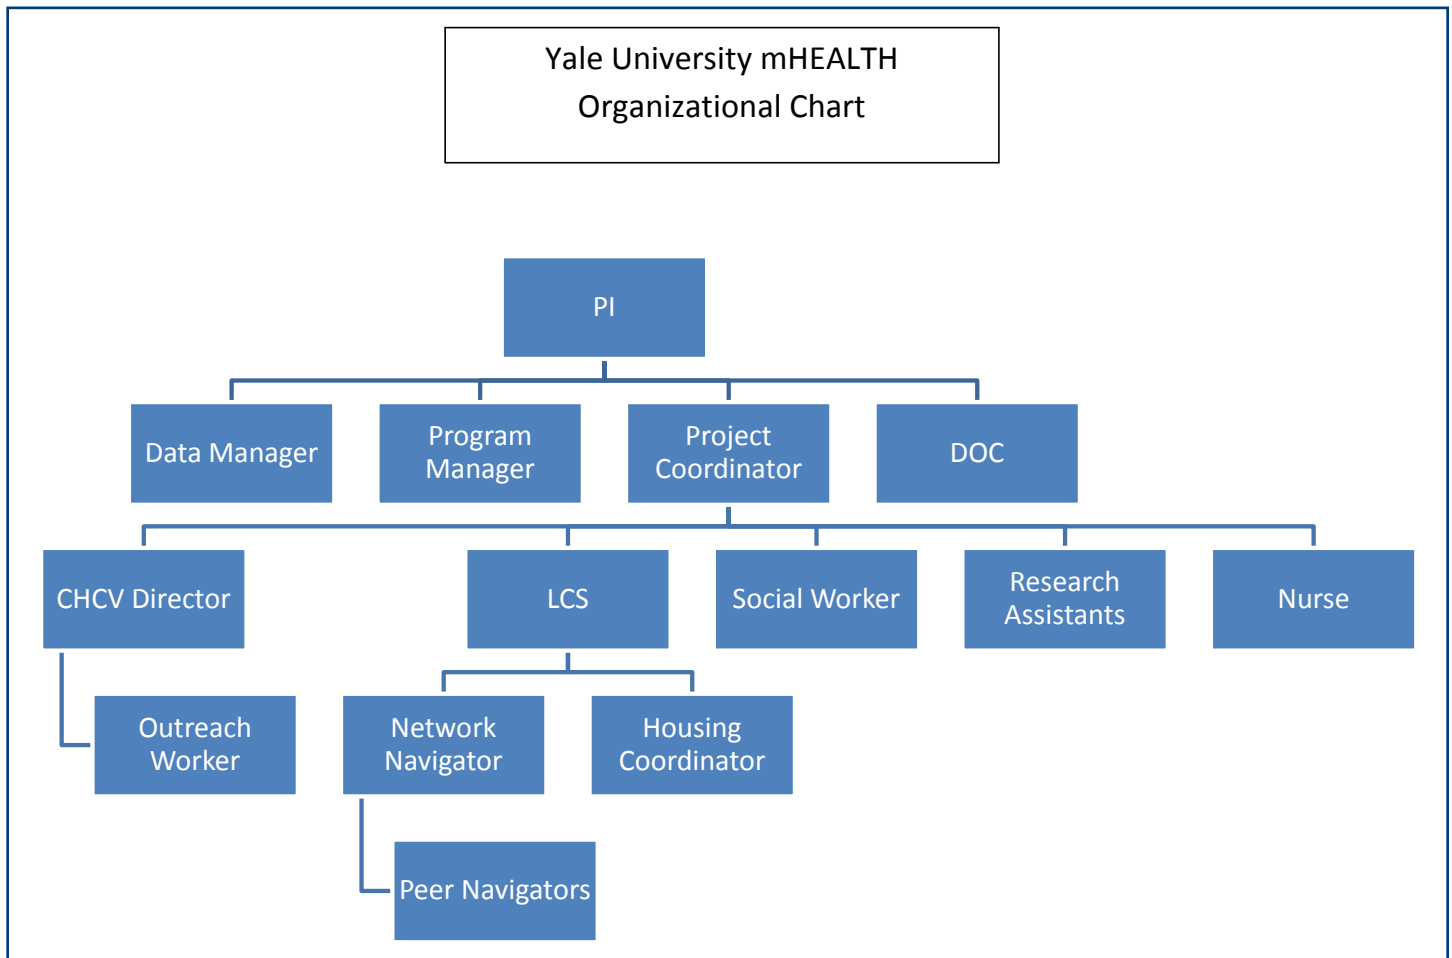 Yale University mHEALTH
Organizational Chart
PI
Data Manager
Program
Manager
Project
Coordinator
DOC
CHCV Director
LCS
Social Worker
Research
Assistants
Nurse
Outreach
Worker
Network
Navigator
Housing
Coordinator
Peer Navigators